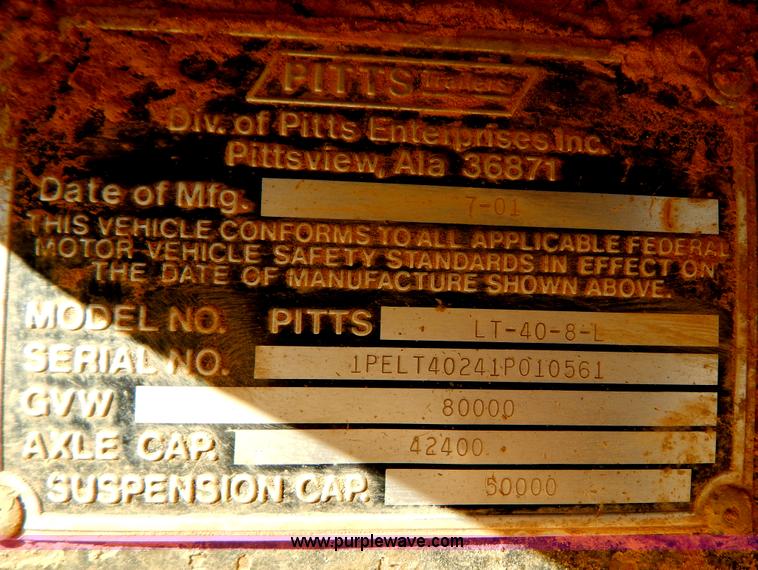 PITTS Trailers
Div. of Pitts Enterprises Inc.
Pittsview, Ala 36871
Date of Mfg. 7-01
THIS VEHICLE CONFORMS TO ALL APPLICABLE FEDERAL
MOTOR VEHICLE SAFETY STANDARDS IN EFFECT ON
THE DATE OF MANUFACTURE SHOWN ABOVE.
MODEL NO. PITTS LT-40-8-L
SERIAL NO. 1PELT40241P010561
GVW 80000
AXLE CAP. 42400
SUSPENSION CAP. 50000
www.purplewave.com